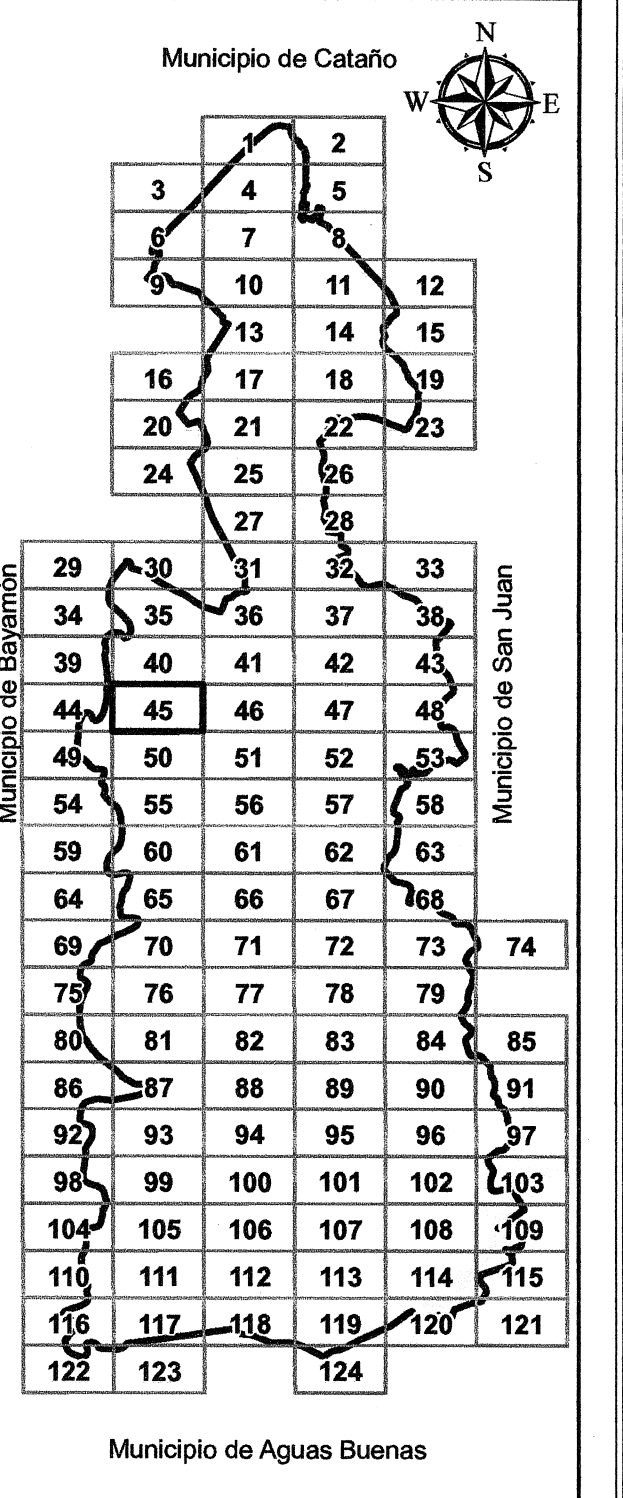 N
Municipio de Cataño
W E
S
1 2
3 4 5
6 7 8
9 10 11 12
13 14 15
16 17 18 19
20 21 22 23
24 25 26
27 28
29 30 31 32 33
34 35 36 37 38
39 40 41 42 43
44 45 46 47 48
49 50 51 52 53
54 55 56 57 58
59 60 61 62 63
64 65 66 67 68
69 70 71 72 73 74
75 76 77 78 79
80 81 82 83 84 85
86 87 88 89 90 91
92 93 94 95 96 97
98 99 100 101 102 103
104 105 106 107 108 109
110 111 112 113 114 115
116 117 118 119 120 121
122 123 124
Municipio de Bayamón
Municipio de San Juan
Municipio de Aguas Buenas